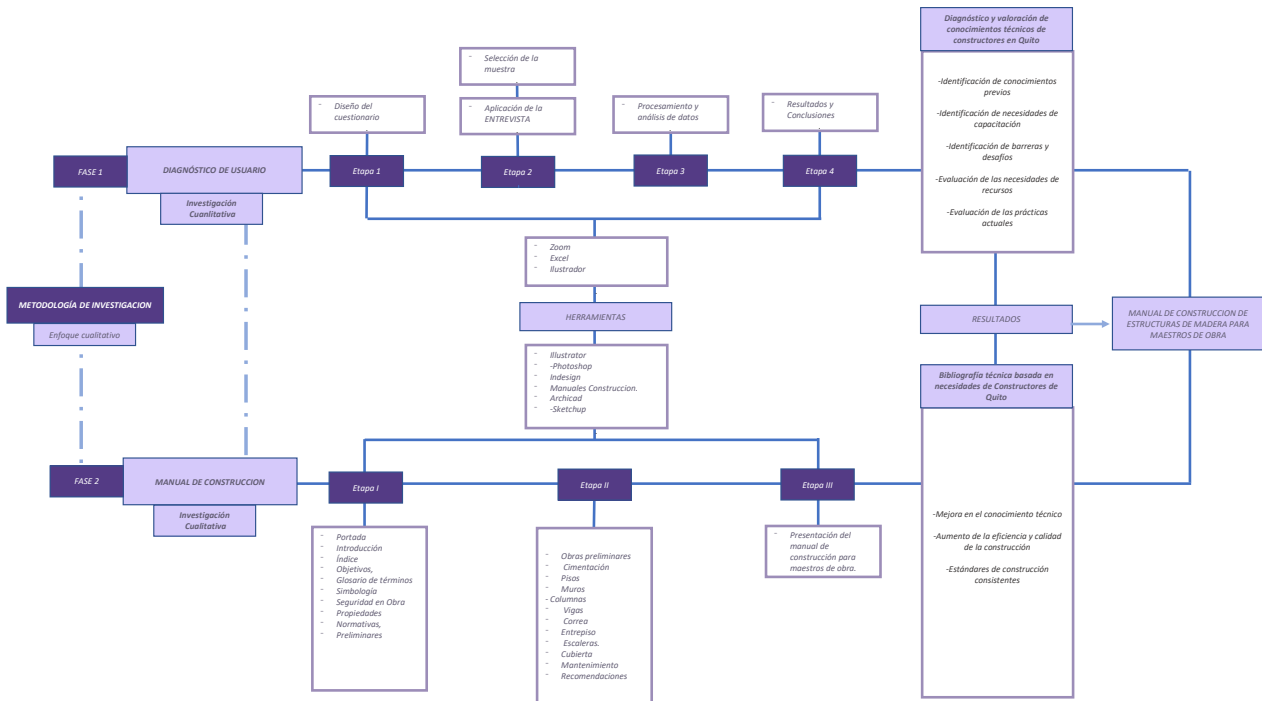 Diagnóstico y valoración de
conocimientos técnicos de
constructores en Quito
- Selección de la
muestra
- Diseño del
cuestionario
- Aplicación de la
ENTREVISTA
- Procesamiento y
análisis de datos
- Resultados y
Conclusiones
-Identificación de conocimientos
previos
-Identificación de necesidades de
capacitación
-Identificación de barreras y
desafíos
-Evaluación de las necesidades de
recursos
-Evaluación de las prácticas
actuales
FASE 1
DIAGNÓSTICO DE USUARIO
Investigación
Cuanlitativa
Etapa 1
Etapa 2
Etapa 3
Etapa 4
- Zoom
- Excel
- Ilustrador
METODOLOGÍA DE INVESTIGACION
Enfoque cualitativo
HERRAMIENTAS
RESULTADOS
MANUAL DE CONSTRUCCION DE
ESTRUCTURAS DE MADERA PARA
MAESTROS DE OBRA
- Illustrator
- -Photoshop
- Indesign
- Manuales Construccion.
- Archicad
- -Sketchup
-
Bibliografía técnica basada en
necesidades de Constructores de
Quito
FASE 2
MANUAL DE CONSTRUCCION
Investigación
Cualitativa
Etapa I
Etapa II
Etapa III
- Portada
- Introducción
- Índice
- Objetivos,
- Glosario de términos
- Simbología
- Seguridad en Obra
- Propiedades
- Normativas,
- Preliminares
- Obras preliminares
- Cimentación
- Pisos
- Muros
- Columnas
- Vigas
- Correa
- Entrepiso
- Escaleras.
- Cubierta
- Mantenimiento
- Recomendaciones
- Presentación del
manual de
construcción para
maestros de obra.
-Mejora en el conocimiento técnico
-Aumento de la eficiencia y calidad
de la construcción
-Estándares de construcción
consistentes